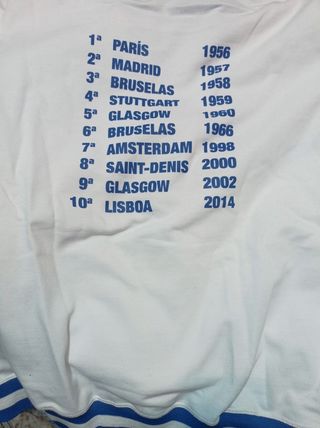 1ª PARÍS 1956
2ª MADRID 1957
3ª BRUSELAS 1958
4ª STUTTGART 1959
5ª GLASGOW 1960
6ª BRUSELAS 1966
7ª AMSTERDAM 1998
8ª SAINT-DENIS 2000
9ª GLASGOW 2002
10ª LISBOA 2014